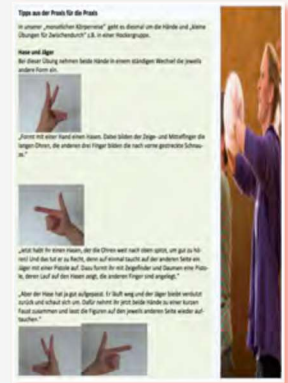 Tipps aus der Praxis für die Praxis
In unserer „monatlichen Körperreise“ geht es diesmal um die Hände und „kleine
Übungen für Zwischendurch“ z.B. in einer Hockergruppe.
Hase und Jäger
Bei dieser Übung nehmen beide Hände in einem ständigen Wechsel die jeweils
andere Form ein.
„Formt mit einer Hand einen Hasen. Dabei bilden der Zeige- und Mittelfinger die
langen Ohren, die anderen drei Finger bilden die nach vorne gestreckte Schnau-
ze.“
„Jetzt habt ihr einen Hasen, der die Ohren weit nach oben spitzt, um gut zu hö-
ren! Und das tut er zu Recht, denn auf einmal taucht auf der anderen Seite ein
Jäger mit einer Pistole auf. Dazu formt ihr mit Zeigefinger und Daumen eine Pisto-
le, deren Lauf auf den Hasen zeigt, die anderen Finger sind angelegt.“
„Aber der Hase hat ja gut aufgepasst. Er läuft weg und der Jäger bleibt verdutzt
zurück und schaut sich um. Dafür nehmt ihr jetzt beide Hände zu einer kurzen
Faust zusammen und lasst die Figuren auf den jeweils anderen Seite wieder auf-
tauchen.“